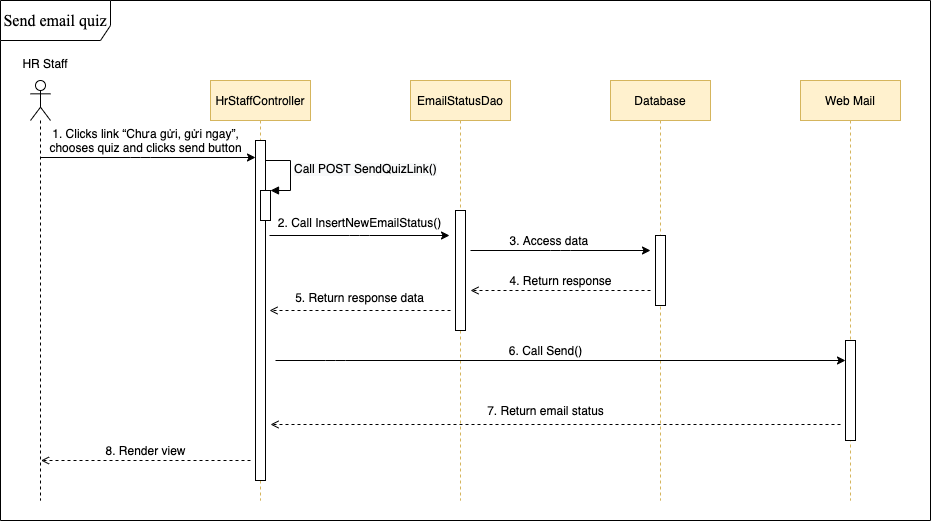 Send email quiz
HR Staff
HrStaffController
EmailStatusDao
Database
Web Mail
1. Clicks link “Chưa gửi, gửi ngay”,
chooses quiz and clicks send button
Call POST SendQuizLink()
2. Call InsertNewEmailStatus()
3. Access data
4. Return response
5. Return response data
6. Call Send()
7. Return email status
8. Render view